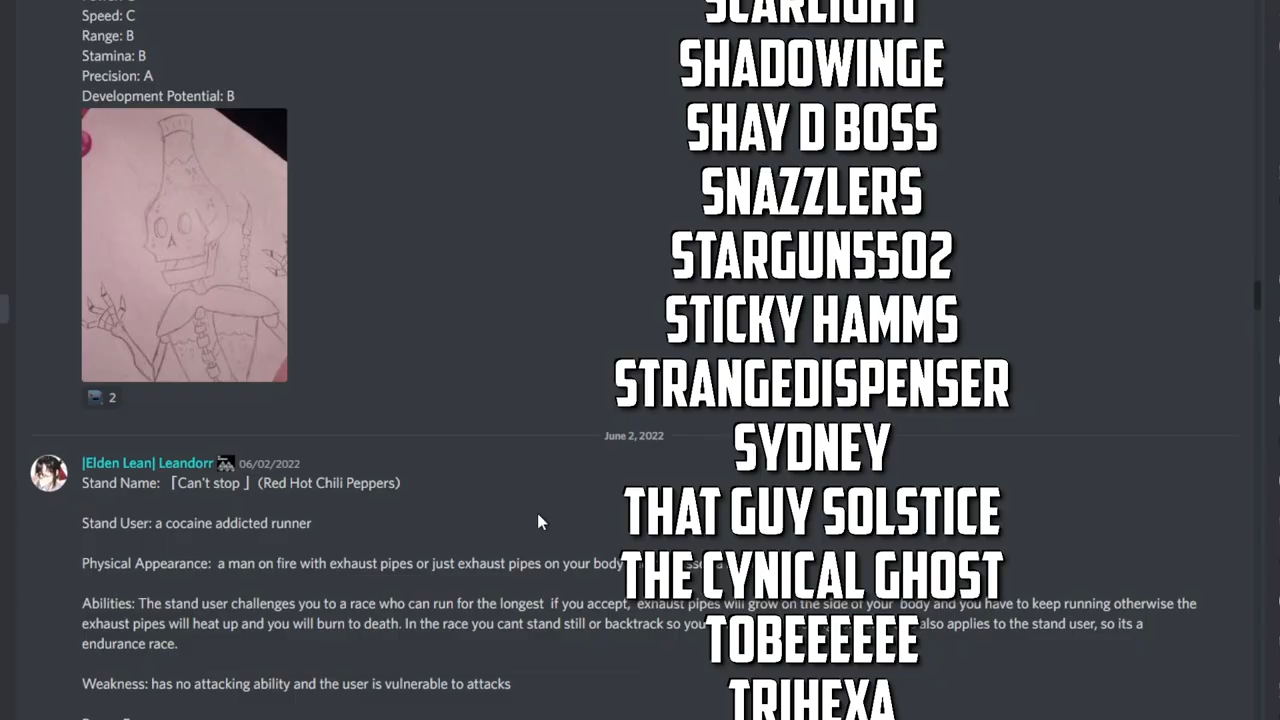 Speed: C
Range: B
Stamina: B
Precision: A
Development Potential: B
2
June 2, 2022
|Elden Lean| Leandorr 06/02/2022
Stand Name: 「Can't stop 」 (Red Hot Chili Peppers)
Stand User: a cocaine addicted runner
Physical Appearance: a man on fire with exhaust pipes or just exhaust pipes on your body
Abilities: The stand user challenges you to a race who can run for the longest if you accept, exhaust pipes will grow on the side of your body and you have to keep running otherwise the
exhaust pipes will heat up and you will burn to death. In the race you cant stand still or backtrack so you also applies to the stand user, so its a
endurance race.
Weakness: has no attacking ability and the user is vulnerable to attacks
SCARLIGHT
SHADOWINGE
SHAY D BOSS
SNAZZLERS
STARGUN5502
STICKY HAMMS
STRANGEDISPENSER
SYDNEY
THAT GUY SOLSTICE
THE CYNICAL GHOST
TOBEEEEEE
TRIHEXA